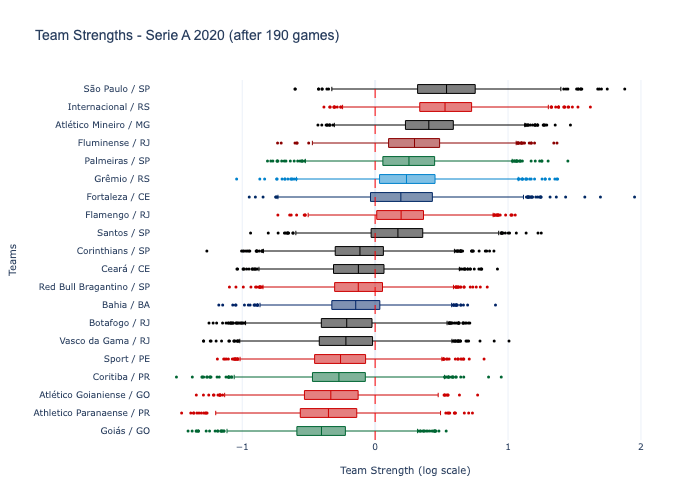 Team Strengths - Serie A 2020 (after 190 games)
São Paulo / SP
Internacional / RS
Atlético Mineiro / MG
Fluminense / RJ
Palmeiras / SP
Grêmio / RS
Fortaleza / CE
Flamengo / RJ
Santos / SP
Corinthians / SP
Ceará / CE
Red Bull Bragantino / SP
Bahia / BA
Botafogo / RJ
Vasco da Gama / RJ
Sport / PE
Coritiba / PR
Atlético Goianiense / GO
Athletico Paranaense / PR
Goiás / GO
Teams
−1 0 1 2
Team Strength (log scale)